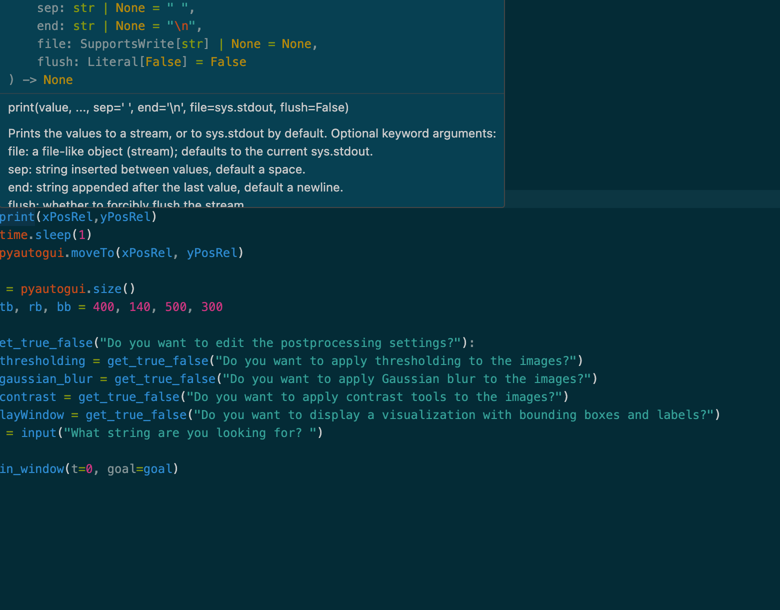 sep: str | None = " ",
end: str | None = "\n",
file: SupportsWrite[str] | None = None,
flush: Literal[False] = False
) -> None
print(value, ..., sep=' ', end='\n', file=sys.stdout, flush=False)
Prints the values to a stream, or to sys.stdout by default. Optional keyword arguments:
file: a file-like object (stream); defaults to the current sys.stdout.
sep: string inserted between values, default a space.
end: string appended after the last value, default a newline.
flush: whether to forcibly flush the stream
print(xPosRel,yPosRel)
time.sleep(1)
pyautogui.moveTo(xPosRel, yPosRel)
= pyautogui.size()
tb, rb, bb = 400, 140, 500, 300
et_true_false("Do you want to edit the postprocessing settings?"):
thresholding = get_true_false("Do you want to apply thresholding to the images?")
gaussian_blur = get_true_false("Do you want to apply Gaussian blur to the images?")
contrast = get_true_false("Do you want to apply contrast tools to the images?")
layWindow = get_true_false("Do you want to display a visualization with bounding boxes and labels?")
= input("What string are you looking for? ")
in_window(t=0, goal=goal)